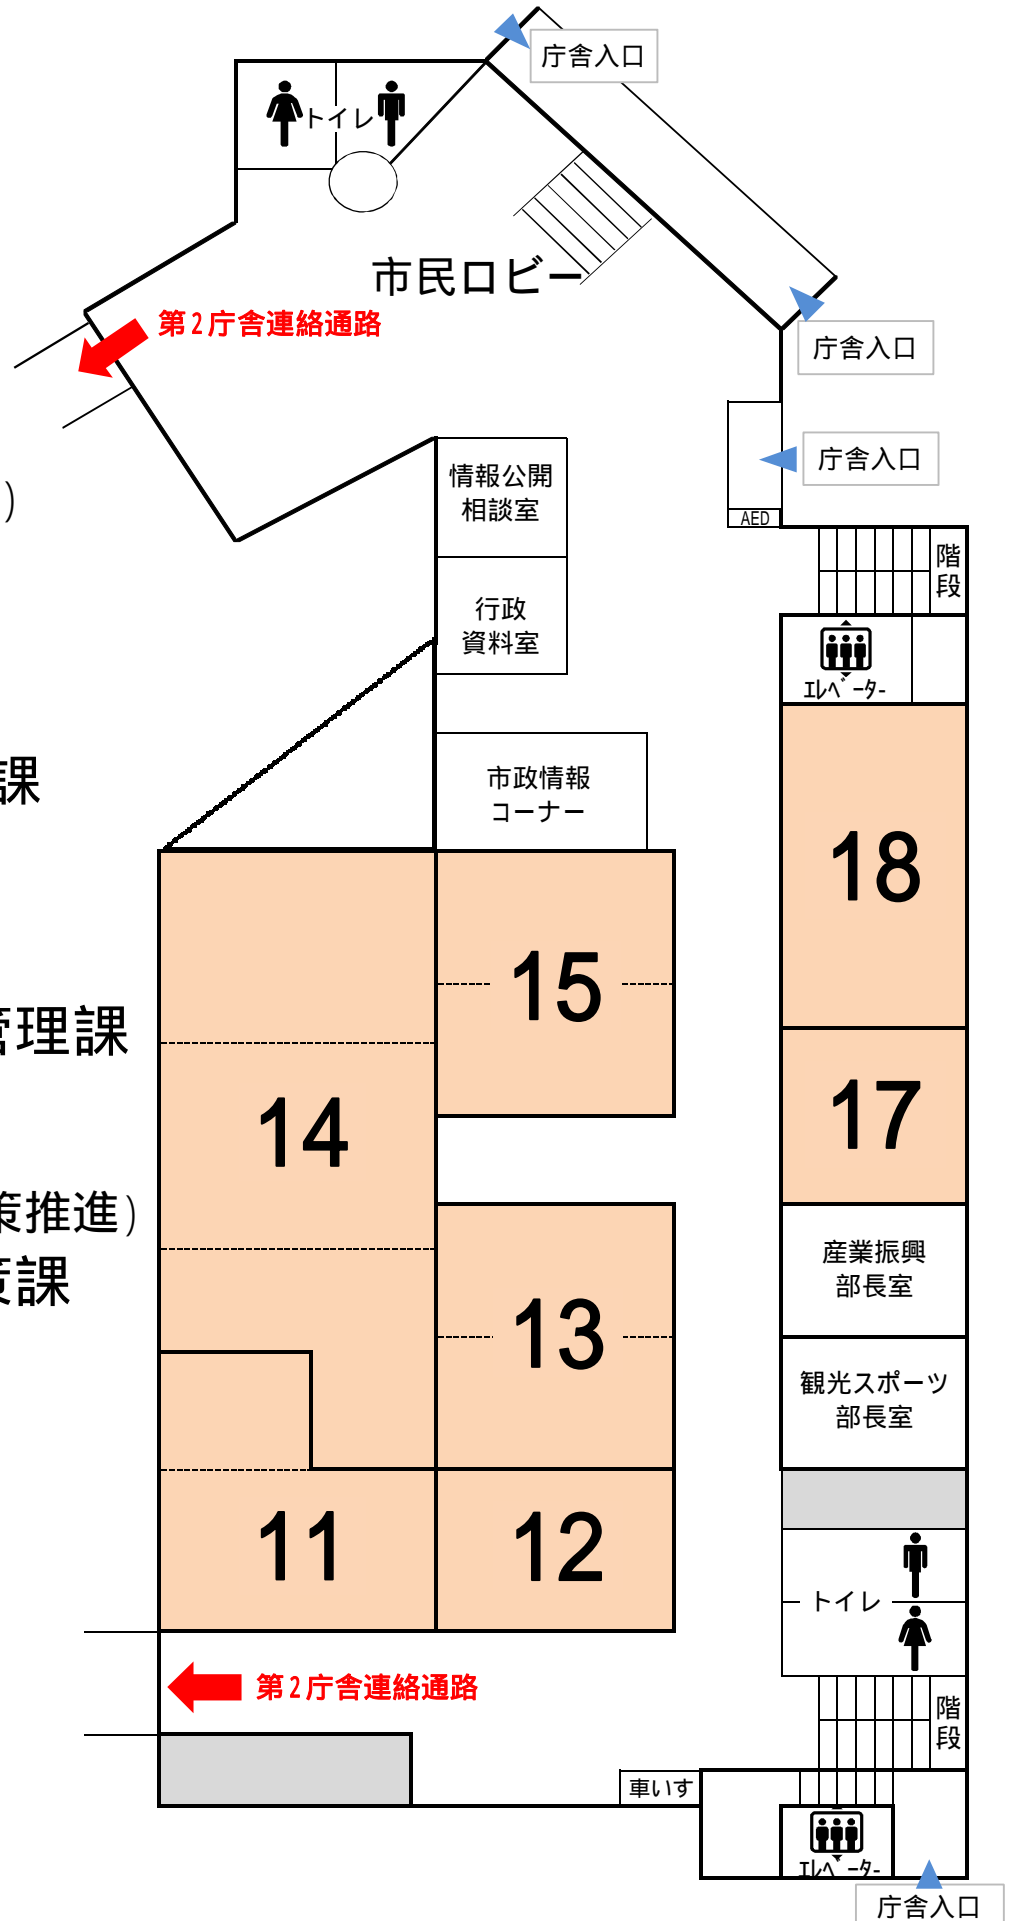 庁舎入口
トイレ
市民ロビー
第2庁舎連絡通路
庁舎入口
庁舎入口
AED
)
情報公開
相談室
階
段
行政
資料室
ｴﾚﾍﾞｰﾀｰ
課
市政情報
コーナー
18
15
管理課
14
17
策推進)
策課
産業振興
部長室
13
観光スポーツ
部長室
11
12
トイレ
第2庁舎連絡通路
階
段
車いす
ｴﾚﾍﾞｰﾀｰ
庁舎入口